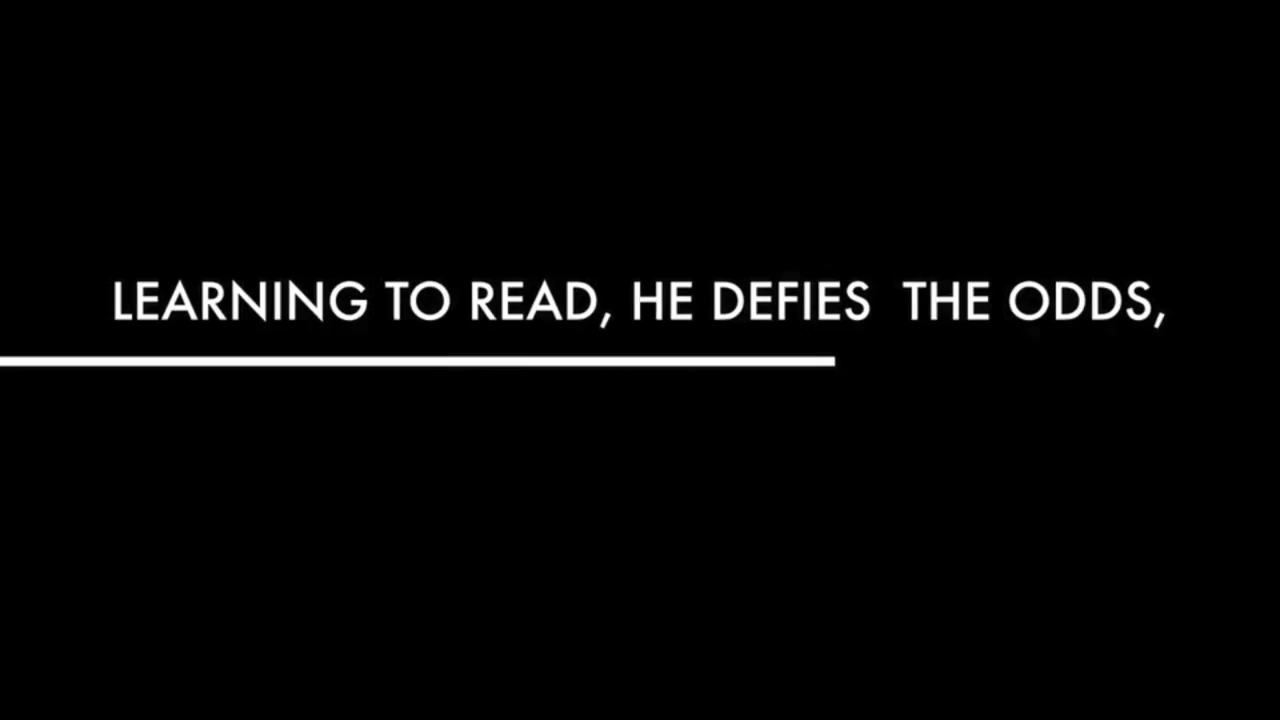 LEARNING TO READ, HE DEFIES  THE ODDS,